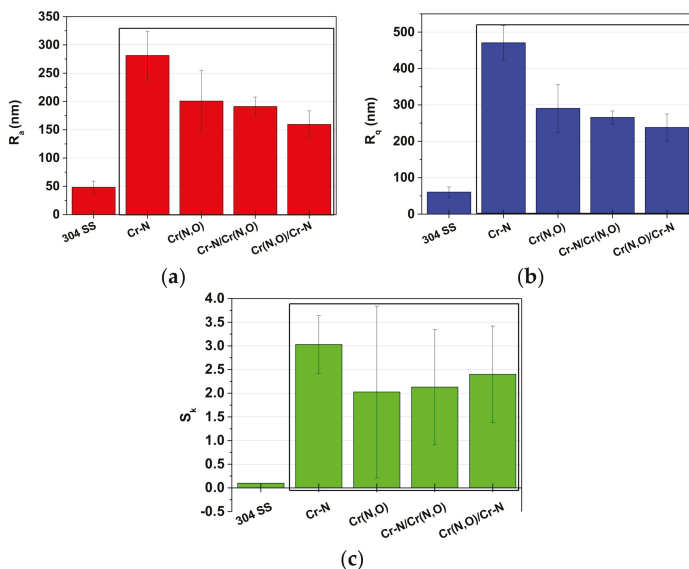 350
300
250
200
150
100
50
0
R_a (nm)
304 SS
Cr-N
Cr(N,O)
Cr-N/Cr(N,O)
Cr(N,O)/Cr-N
(a)
500
400
300
200
100
0
R_q (nm)
304 SS
Cr-N
Cr(N,O)
Cr-N/Cr(N,O)
Cr(N,O)/Cr-N
(b)
4.0
3.5
3.0
2.5
2.0
1.5
1.0
0.5
0.0
-0.5
S_k
304 SS
Cr-N
Cr(N,O)
Cr-N/Cr(N,O)
Cr(N,O)/Cr-N
(c)